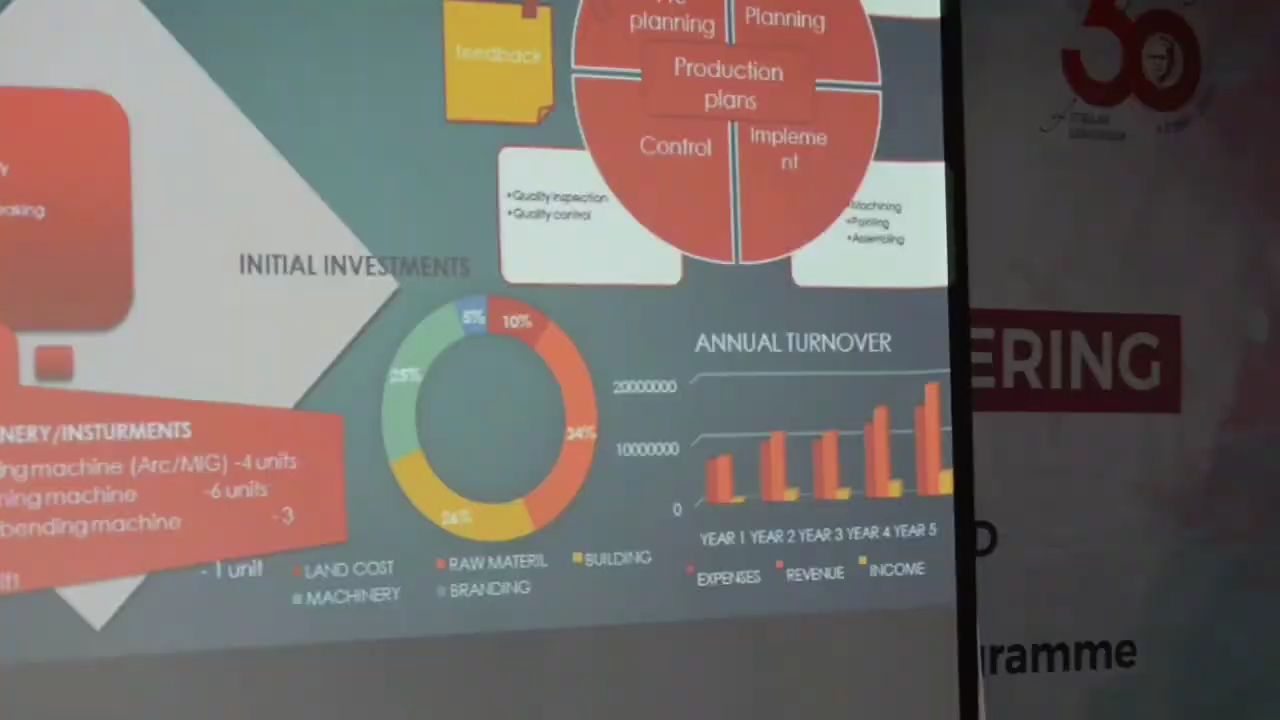 planning
Planning
feedback
Production
plans
Control
Impleme
nt
•Quality inspection
•Quality control
Machining
•Painting
•Assembling
INITIAL INVESTMENTS
5%
10%
25%
34%
26%
ANNUAL TURNOVER
20000000
10000000
0
YEAR 1 YEAR 2 YEAR 3 YEAR 4 YEAR 5
EXPENSES
REVENUE
INCOME
LAND COST
RAW MATERIL
BUILDING
MACHINERY
BRANDING
NERY/INSTURMENTS
ing machine (Arc/MIG) -4 units
ning machine -6 units
bending machine -3
- 1 unit
50
ERING
D
gramme